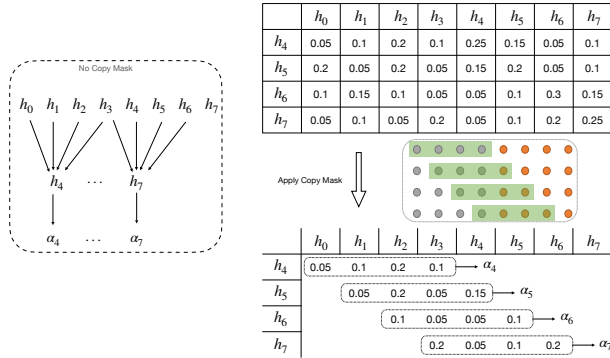 No Copy Mask
h₀ h₁ h₂ h₃ h₄ h₅ h₆ h₇
h₄ ... h₇
α₄ ... α₇
h₀ h₁ h₂ h₃ h₄ h₅ h₆ h₇
h₄ 0.05 0.1 0.2 0.1 0.25 0.15 0.05 0.1
h₅ 0.2 0.05 0.2 0.05 0.15 0.2 0.05 0.1
h₆ 0.1 0.15 0.1 0.05 0.05 0.1 0.3 0.15
h₇ 0.05 0.1 0.05 0.2 0.05 0.1 0.2 0.25
Apply Copy Mask
h₀ h₁ h₂ h₃ h₄ h₅ h₆ h₇
h₄ 0.05 0.1 0.2 0.1 α₄
h₅ 0.05 0.2 0.05 0.15 α₅
h₆ 0.1 0.05 0.05 0.1 α₆
h₇ 0.2 0.05 0.1 0.2 α₇